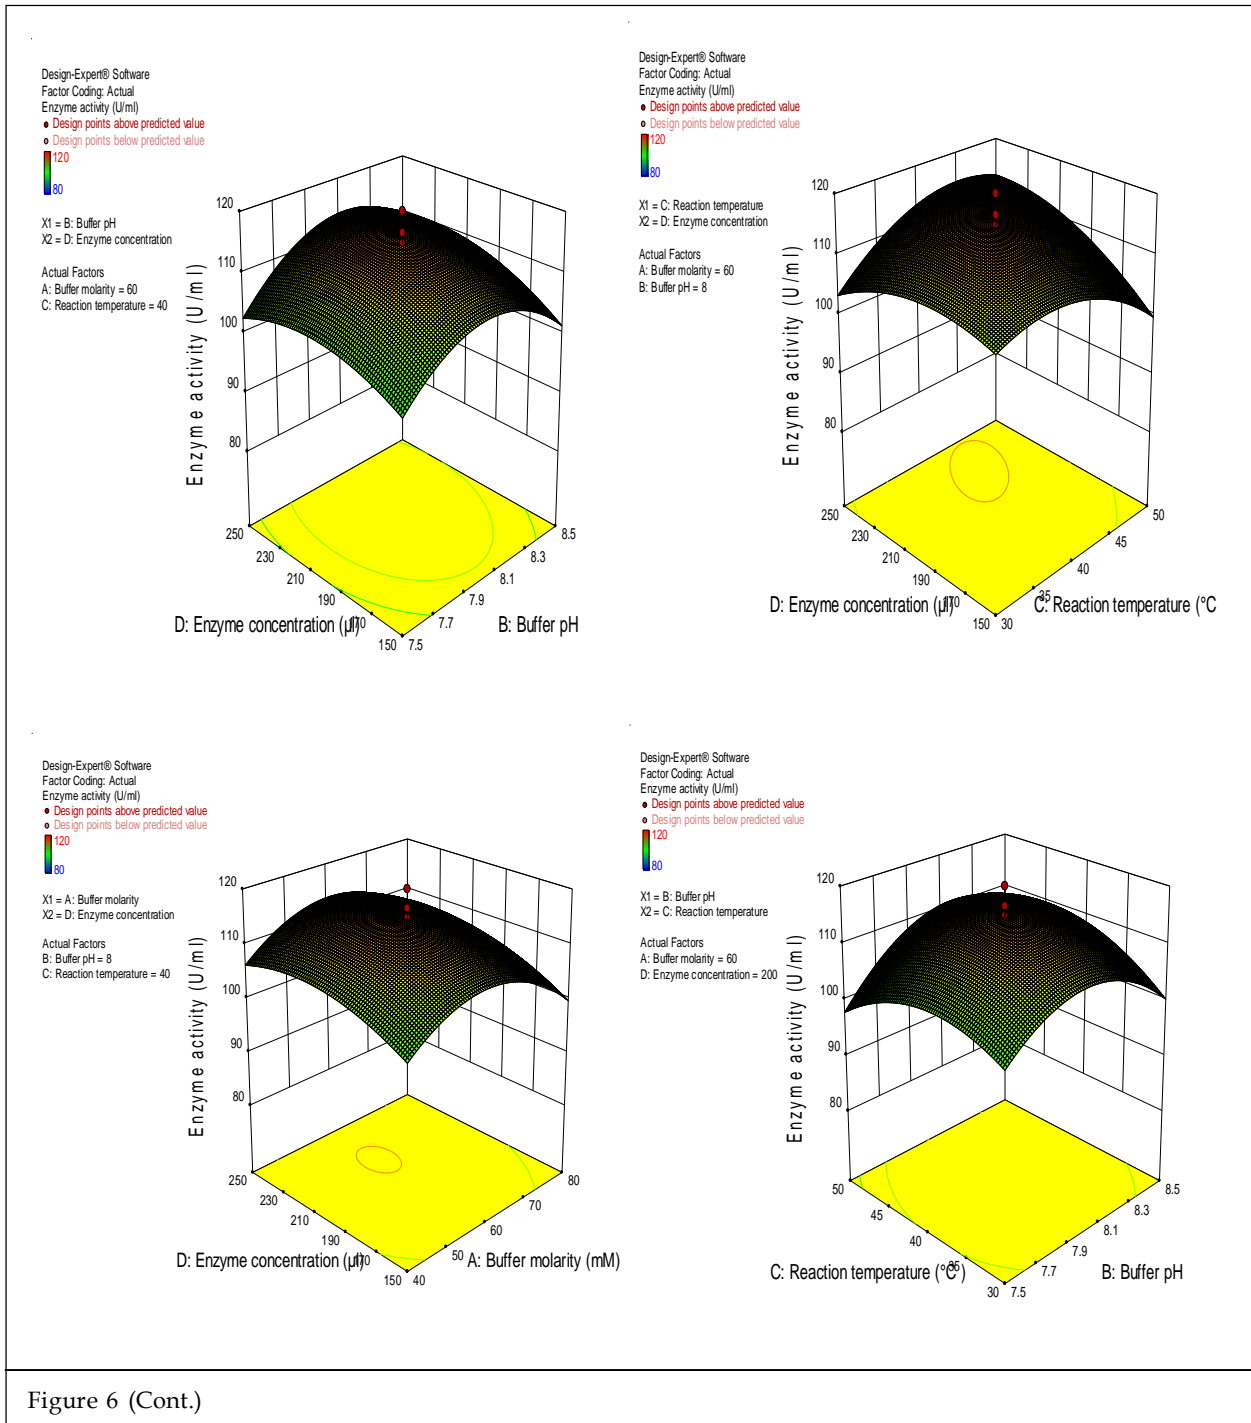 Design-Expert® Software
Factor Coding: Actual
Enzyme activity (U/ml)
Design points above predicted value
Design points below predicted value
120
80
X1 = B: Buffer pH
X2 = D: Enzyme concentration
Actual Factors
A: Buffer molarity = 60
C: Reaction temperature = 40
Enzyme activity (U/ml)
120
110
100
90
80
250
230
210
190
170
150
7.5
7.7
7.9
8.1
8.3
8.5
D: Enzyme concentration (µl)
B: Buffer pH
Design-Expert® Software
Factor Coding: Actual
Enzyme activity (U/ml)
Design points above predicted value
Design points below predicted value
120
80
X1 = C: Reaction temperature
X2 = D: Enzyme concentration
Actual Factors
A: Buffer molarity = 60
B: Buffer pH = 8
Enzyme activity (U/ml)
120
110
100
90
80
250
230
210
190
170
150
30
35
40
45
50
D: Enzyme concentration (µl)
C: Reaction temperature (°C
Design-Expert® Software
Factor Coding: Actual
Enzyme activity (U/ml)
Design points above predicted value
Design points below predicted value
120
80
X1 = A: Buffer molarity
X2 = D: Enzyme concentration
Actual Factors
B: Buffer pH = 8
C: Reaction temperature = 40
Enzyme activity (U/ml)
120
110
100
90
80
250
230
210
190
170
150
40
50
60
70
80
D: Enzyme concentration (µl)
A: Buffer molarity (mM)
Design-Expert® Software
Factor Coding: Actual
Enzyme activity (U/ml)
Design points above predicted value
Design points below predicted value
120
80
X1 = B: Buffer pH
X2 = C: Reaction temperature
Actual Factors
A: Buffer molarity = 60
D: Enzyme concentration = 200
Enzyme activity (U/ml)
120
110
100
90
80
50
45
40
35
30
7.5
7.7
7.9
8.1
8.3
8.5
C: Reaction temperature (°C)
B: Buffer pH
Figure 6 (Cont.)